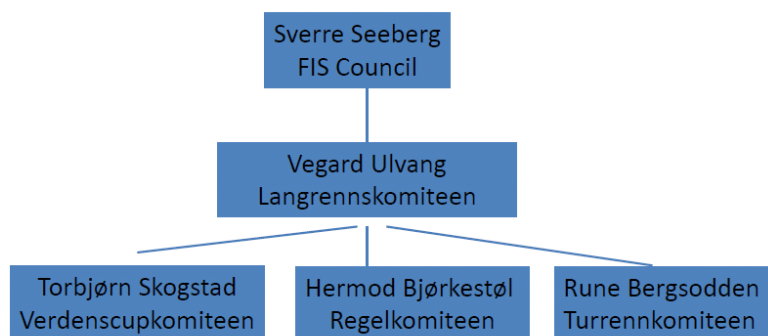 Sverre Seeberg
FIS Council
Vegard Ulvang
Langrennskomiteen
Torbjørn Skogstad
Verdenscupkomiteen
Hermod Bjørkestøl
Regelkomiteen
Rune Bergsodden
Turrennkomiteen